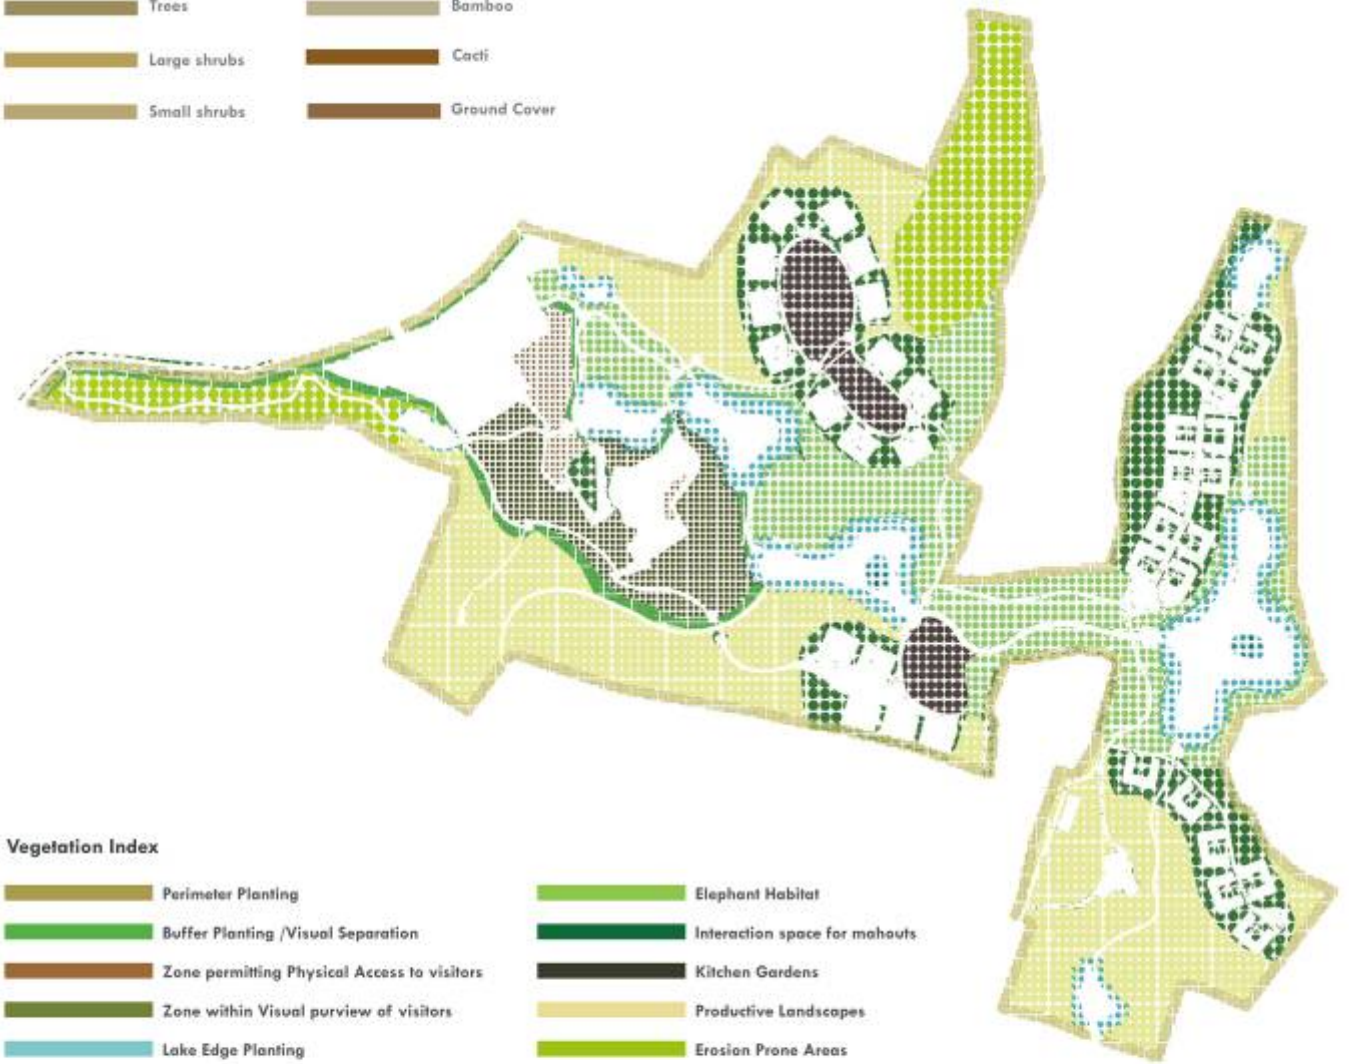 Trees
Bamboo
Large shrubs
Cacti
Small shrubs
Ground Cover
Vegetation Index
Perimeter Planting
Elephant Habitat
Buffer Planting /Visual Separation
Interaction space for mahouts
Zone permitting Physical Access to visitors
Kitchen Gardens
Zone within Visual purview of visitors
Productive Landscapes
Lake Edge Planting
Erosion Prone Areas